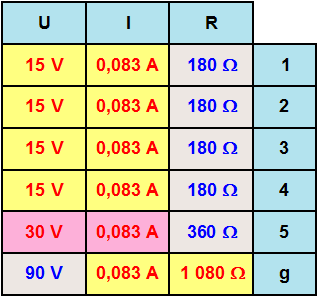 U I R
15 V 0,083 A 180 Ω 1
15 V 0,083 A 180 Ω 2
15 V 0,083 A 180 Ω 3
15 V 0,083 A 180 Ω 4
30 V 0,083 A 360 Ω 5
90 V 0,083 A 1 080 Ω g